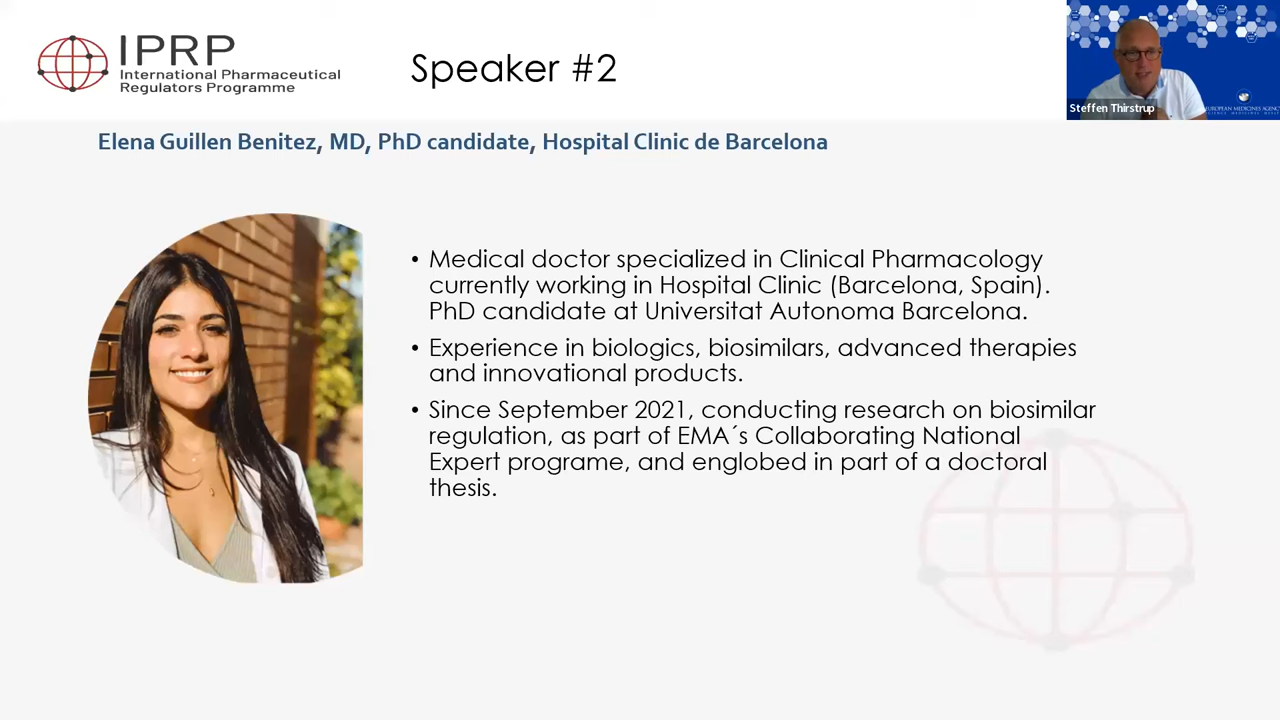 IPRP
International Pharmaceutical
Regulators Programme
Speaker #2
Steffen Thirstrup
EUROPEAN MEDICINES AGENCY
Elena Guillen Benitez, MD, PhD candidate, Hospital Clinic de Barcelona
• Medical doctor specialized in Clinical Pharmacology
currently working in Hospital Clinic (Barcelona, Spain).
PhD candidate at Universitat Autonoma Barcelona.
• Experience in biologics, biosimilars, advanced therapies
and innovational products.
• Since September 2021, conducting research on biosimilar
regulation, as part of EMA´s Collaborating National
Expert programe, and englobed in part of a doctoral
thesis.